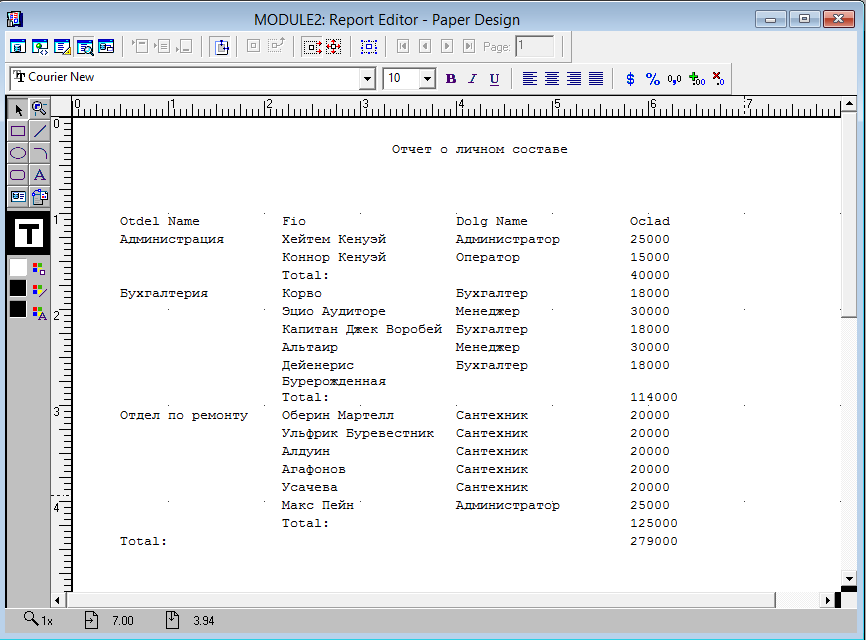 MODULE2: Report Editor - Paper Design
Page: 1
Courier New 10 B I U $ % 0,0
0 1 2 3 4 5 6 7
Отчет о личном составе
Otdel Name Fio Dolg Name Oclad
Администрация Хейтем Кенуэй Администратор 25000
Коннор Кенуэй Оператор 15000
Total: 40000
Бухгалтерия Корво Бухгалтер 18000
Эцио Аудиторе Менеджер 30000
Капитан Джек Воробей Бухгалтер 18000
Альтаир Менеджер 30000
Дейенерис Бухгалтер 18000
Бурерожденная
Total: 114000
Отдел по ремонту Оберин Мартелл Сантехник 20000
Ульфрик Буревестник Сантехник 20000
Алдуин Сантехник 20000
Агафонов Сантехник 20000
Усачева Сантехник 20000
Макс Пейн Администратор 25000
Total: 125000
Total: 279000
0
1
2
3
4
1x 7.00 3.94